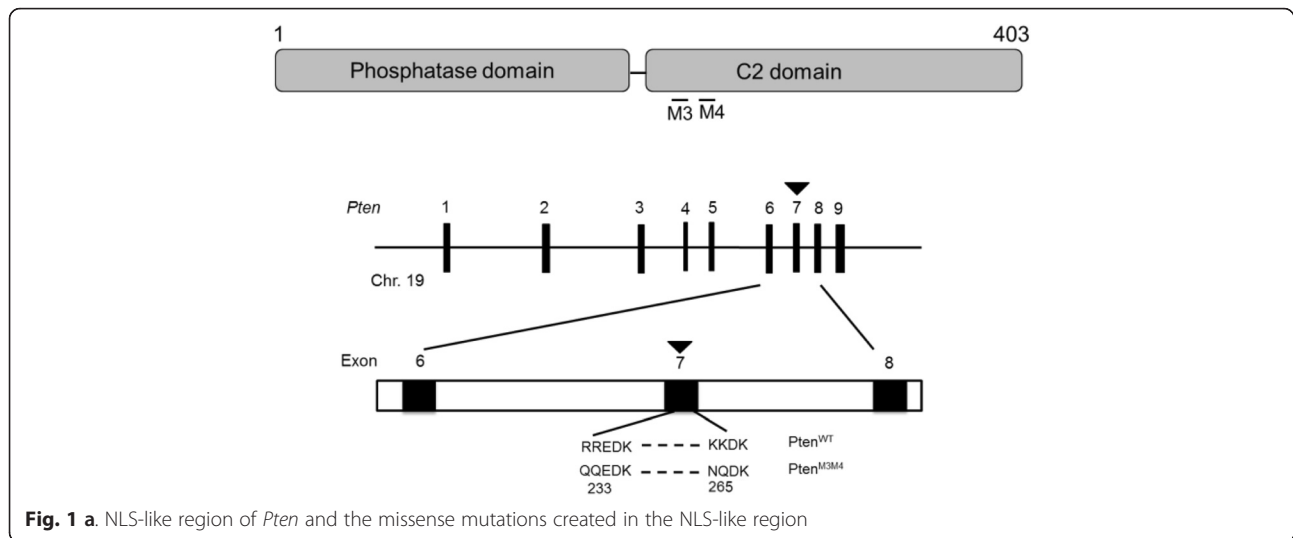 1 403
Phosphatase domain C2 domain
M3 M4
Pten 1 2 3 4 5 6 7 8 9
Chr. 19
Exon 6 7 8
RREDK - - - - KKDK Pten^WT
QQEDK - - - - NQDK Pten^M3M4
233 265
Fig. 1 a. NLS-like region of Pten and the missense mutations created in the NLS-like region